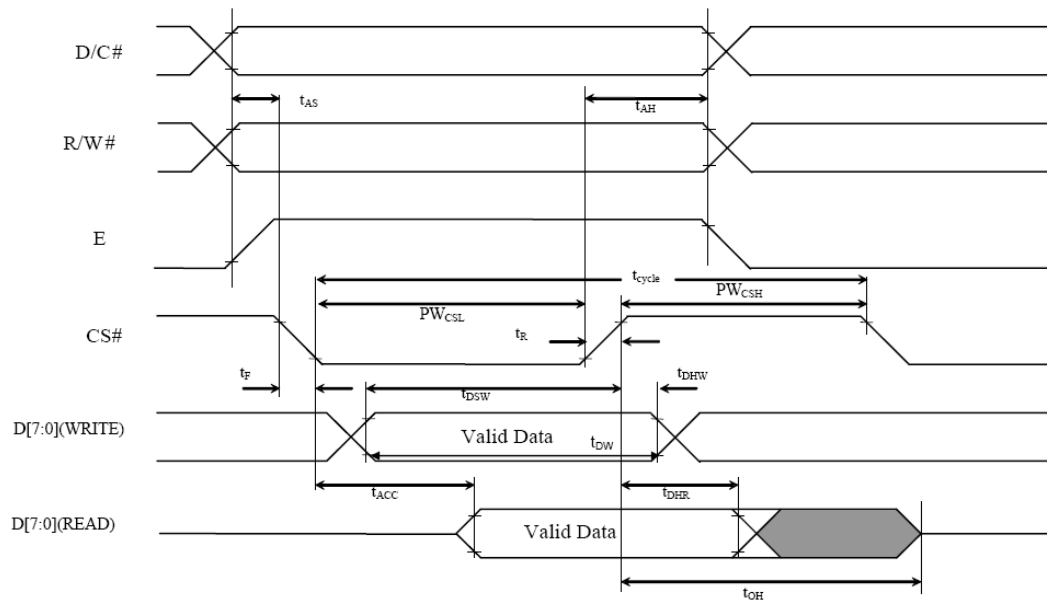 D/C#
tAS
tAH
R/W#
E
tcycle
PWCSH
PWCSL
CS#
tR
tF
tDSW
tDHW
D[7:0](WRITE)
Valid Data
tDW
tACC
tDHR
D[7:0](READ)
Valid Data
tOH